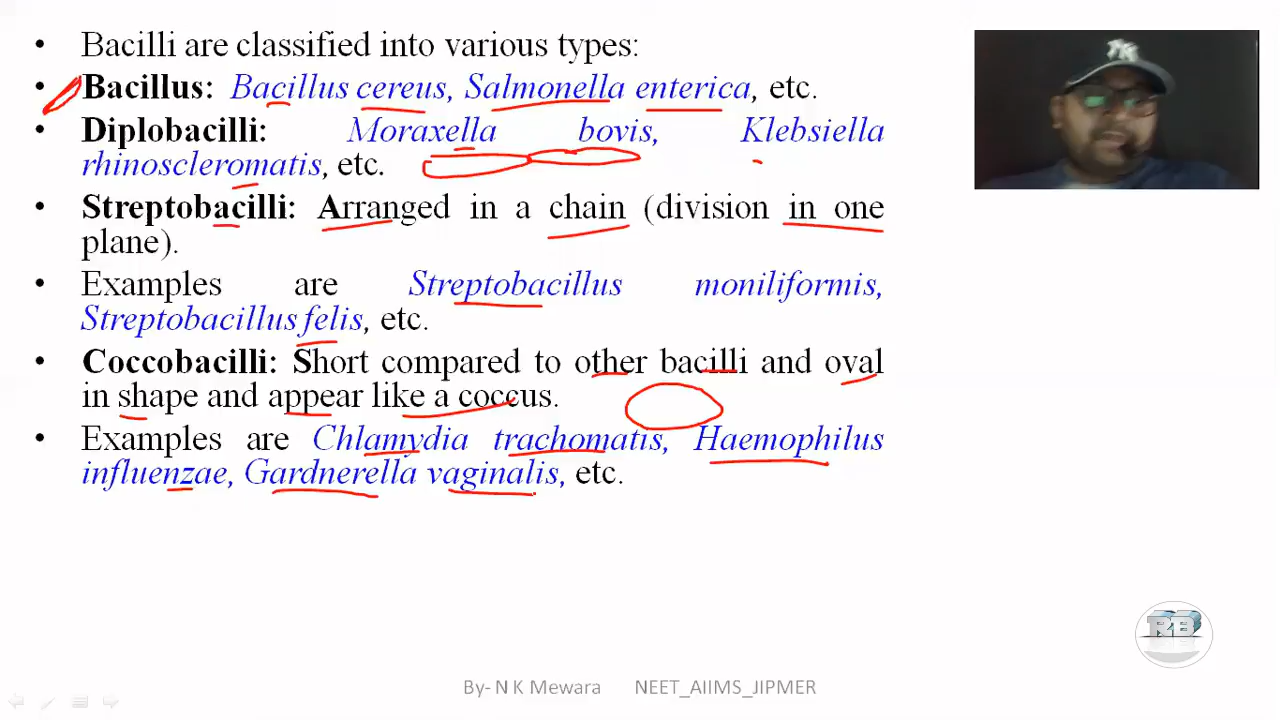 • Bacilli are classified into various types:
• Bacillus: Bacillus cereus, Salmonella enterica, etc.
• Diplobacilli: Moraxella bovis, Klebsiella
rhinoscleromatis, etc.
• Streptobacilli: Arranged in a chain (division in one
plane).
• Examples are Streptobacillus moniliformis,
Streptobacillus felis, etc.
• Coccobacilli: Short compared to other bacilli and oval
in shape and appear like a coccus.
• Examples are Chlamydia trachomatis, Haemophilus
influenzae, Gardnerella vaginalis, etc.
NY
RB
By- N K Mewara NEET_AIIMS_JIPMER